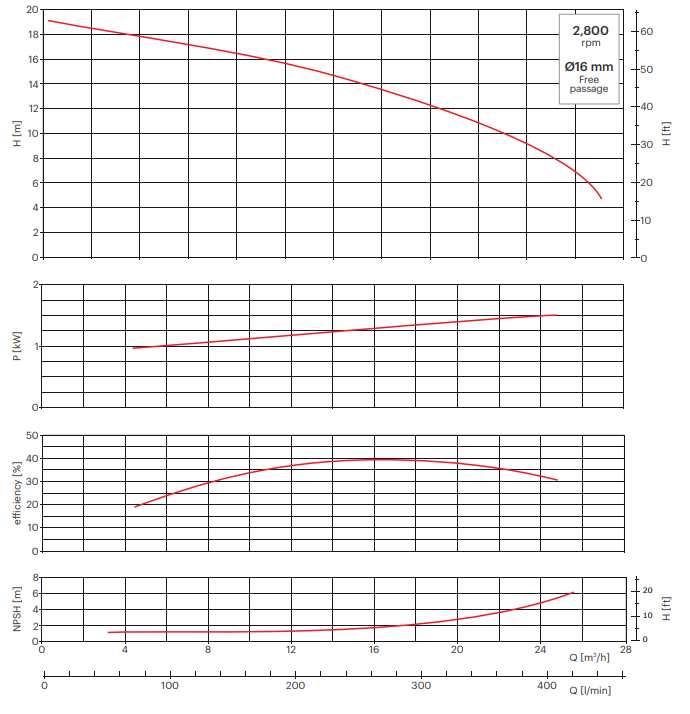 20
18
16
14
12
10
8
6
4
2
0
H [m]
2,800
rpm
Ø16 mm
Free
passage
60
50
40
30
20
10
0
H [ft]
2
1
0
P [kW]
50
40
30
20
10
0
efficiency [%]
8
6
4
2
0
NPSH [m]
20
10
0
H [ft]
0 4 8 12 16 20 24 28
Q [m³/h]
0 100 200 300 400 Q [l/min]